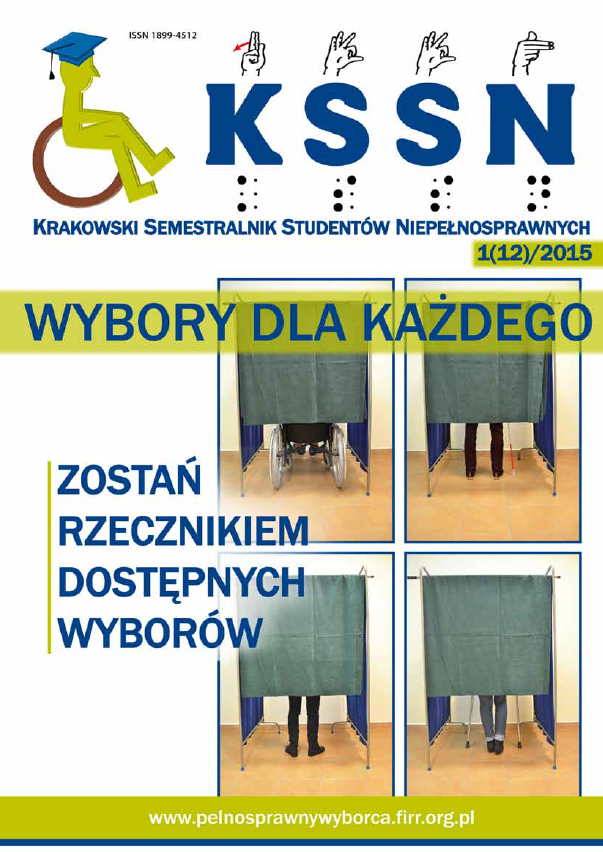 ISSN 1899-4512
KSSN
KRAKOWSKI SEMESTRALNIK STUDENTÓW NIEPEŁNOSPRAWNYCH
1(12)/2015
WYBORY DLA KAŻDEGO
ZOSTAŃ
RZECZNIKIEM
DOSTĘPNYCH
WYBORÓW
www.pelnosprawnywyborca.firr.org.pl